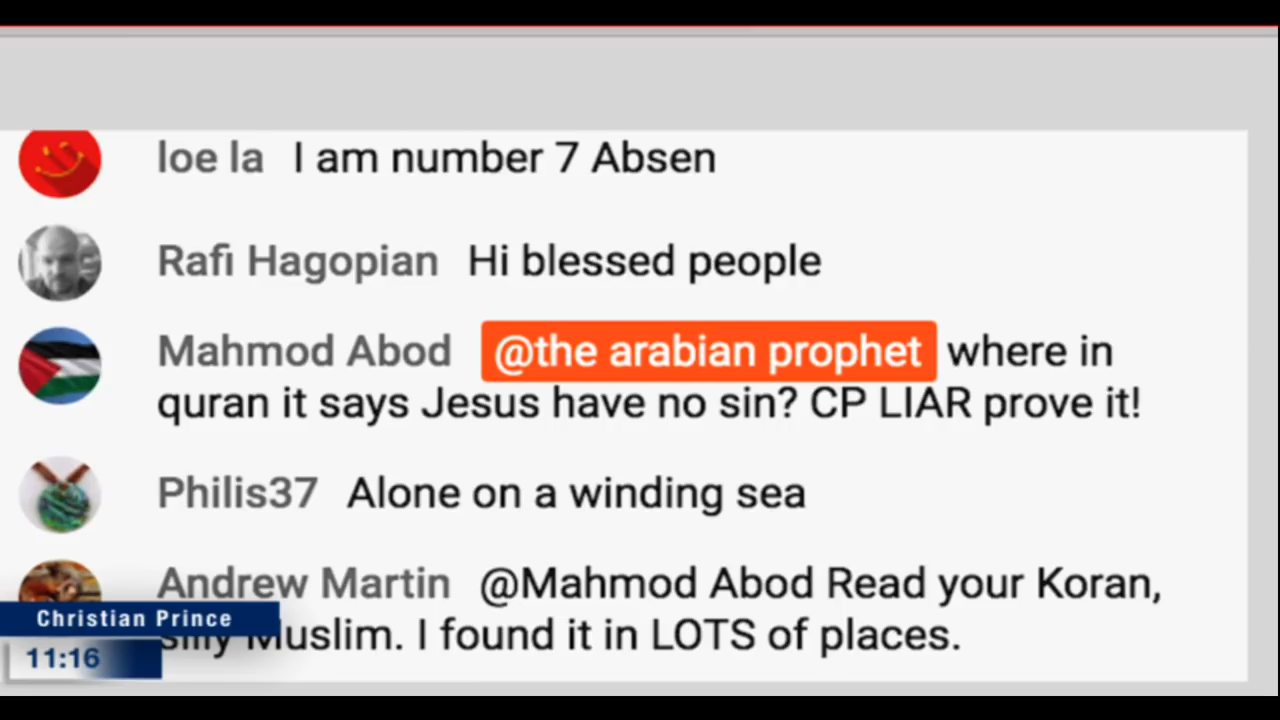 loe la I am number 7 Absen
Rafi Hagopian Hi blessed people
Mahmod Abod @the arabian prophet where in
quran it says Jesus have no sin? CP LIAR prove it!
Philis37 Alone on a winding sea
Andrew Martin @Mahmod Abod Read your Koran,
silly Muslim. I found it in LOTS of places.
Christian Prince
11:16